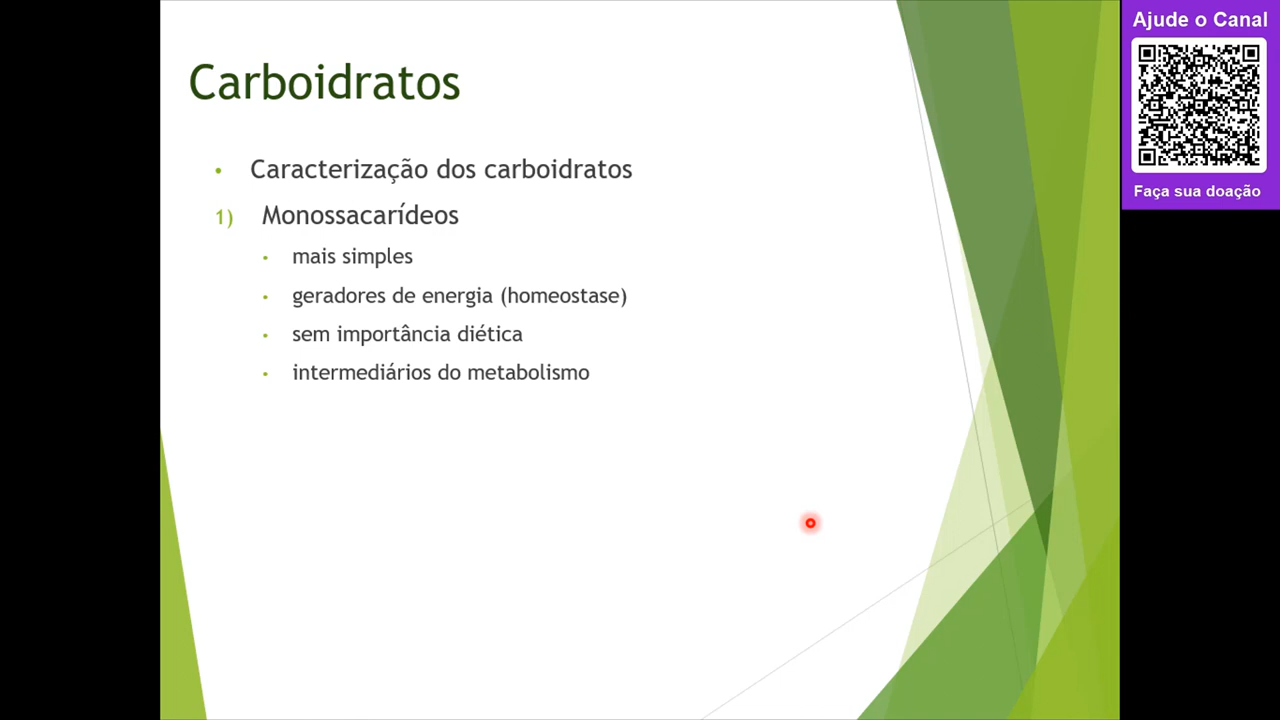 Carboidratos
• Caracterização dos carboidratos
1) Monossacarídeos
• mais simples
• geradores de energia (homeostase)
• sem importância diética
• intermediários do metabolismo
Ajude o Canal
Faça sua doação